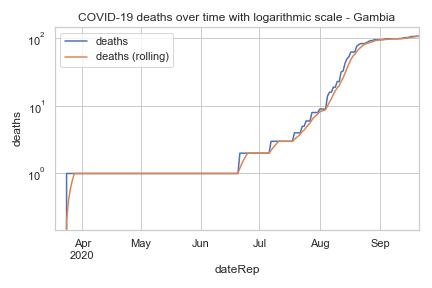 COVID-19 deaths over time with logarithmic scale - Gambia
deaths
deaths (rolling)
10²
10¹
10⁰
deaths
Apr
2020
May
Jun
Jul
Aug
Sep
dateRep